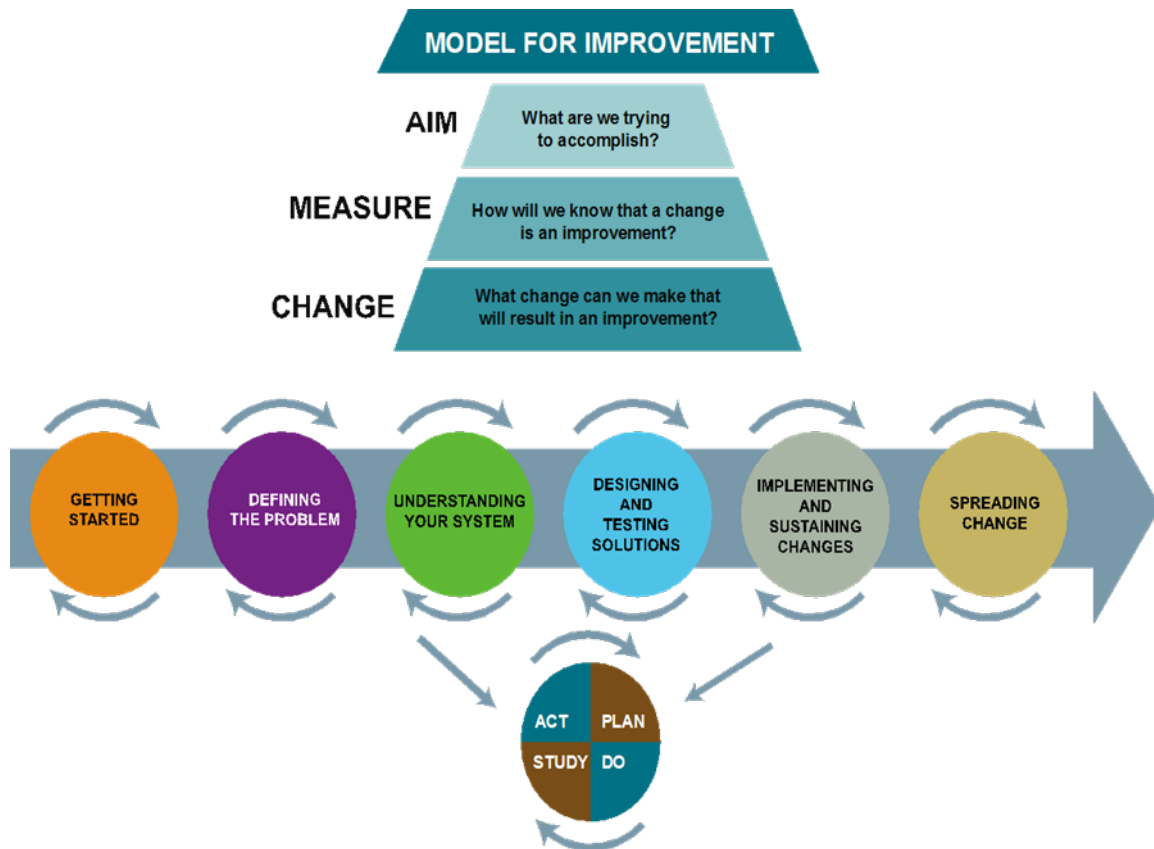 MODEL FOR IMPROVEMENT
AIM
What are we trying
to accomplish?
MEASURE
How will we know that a change
is an improvement?
CHANGE
What change can we make that
will result in an improvement?
GETTING
STARTED
DEFINING
THE PROBLEM
UNDERSTANDING
YOUR SYSTEM
DESIGNING
AND
TESTING
SOLUTIONS
IMPLEMENTING
AND
SUSTAINING
CHANGES
SPREADING
CHANGE
ACT
PLAN
STUDY
DO